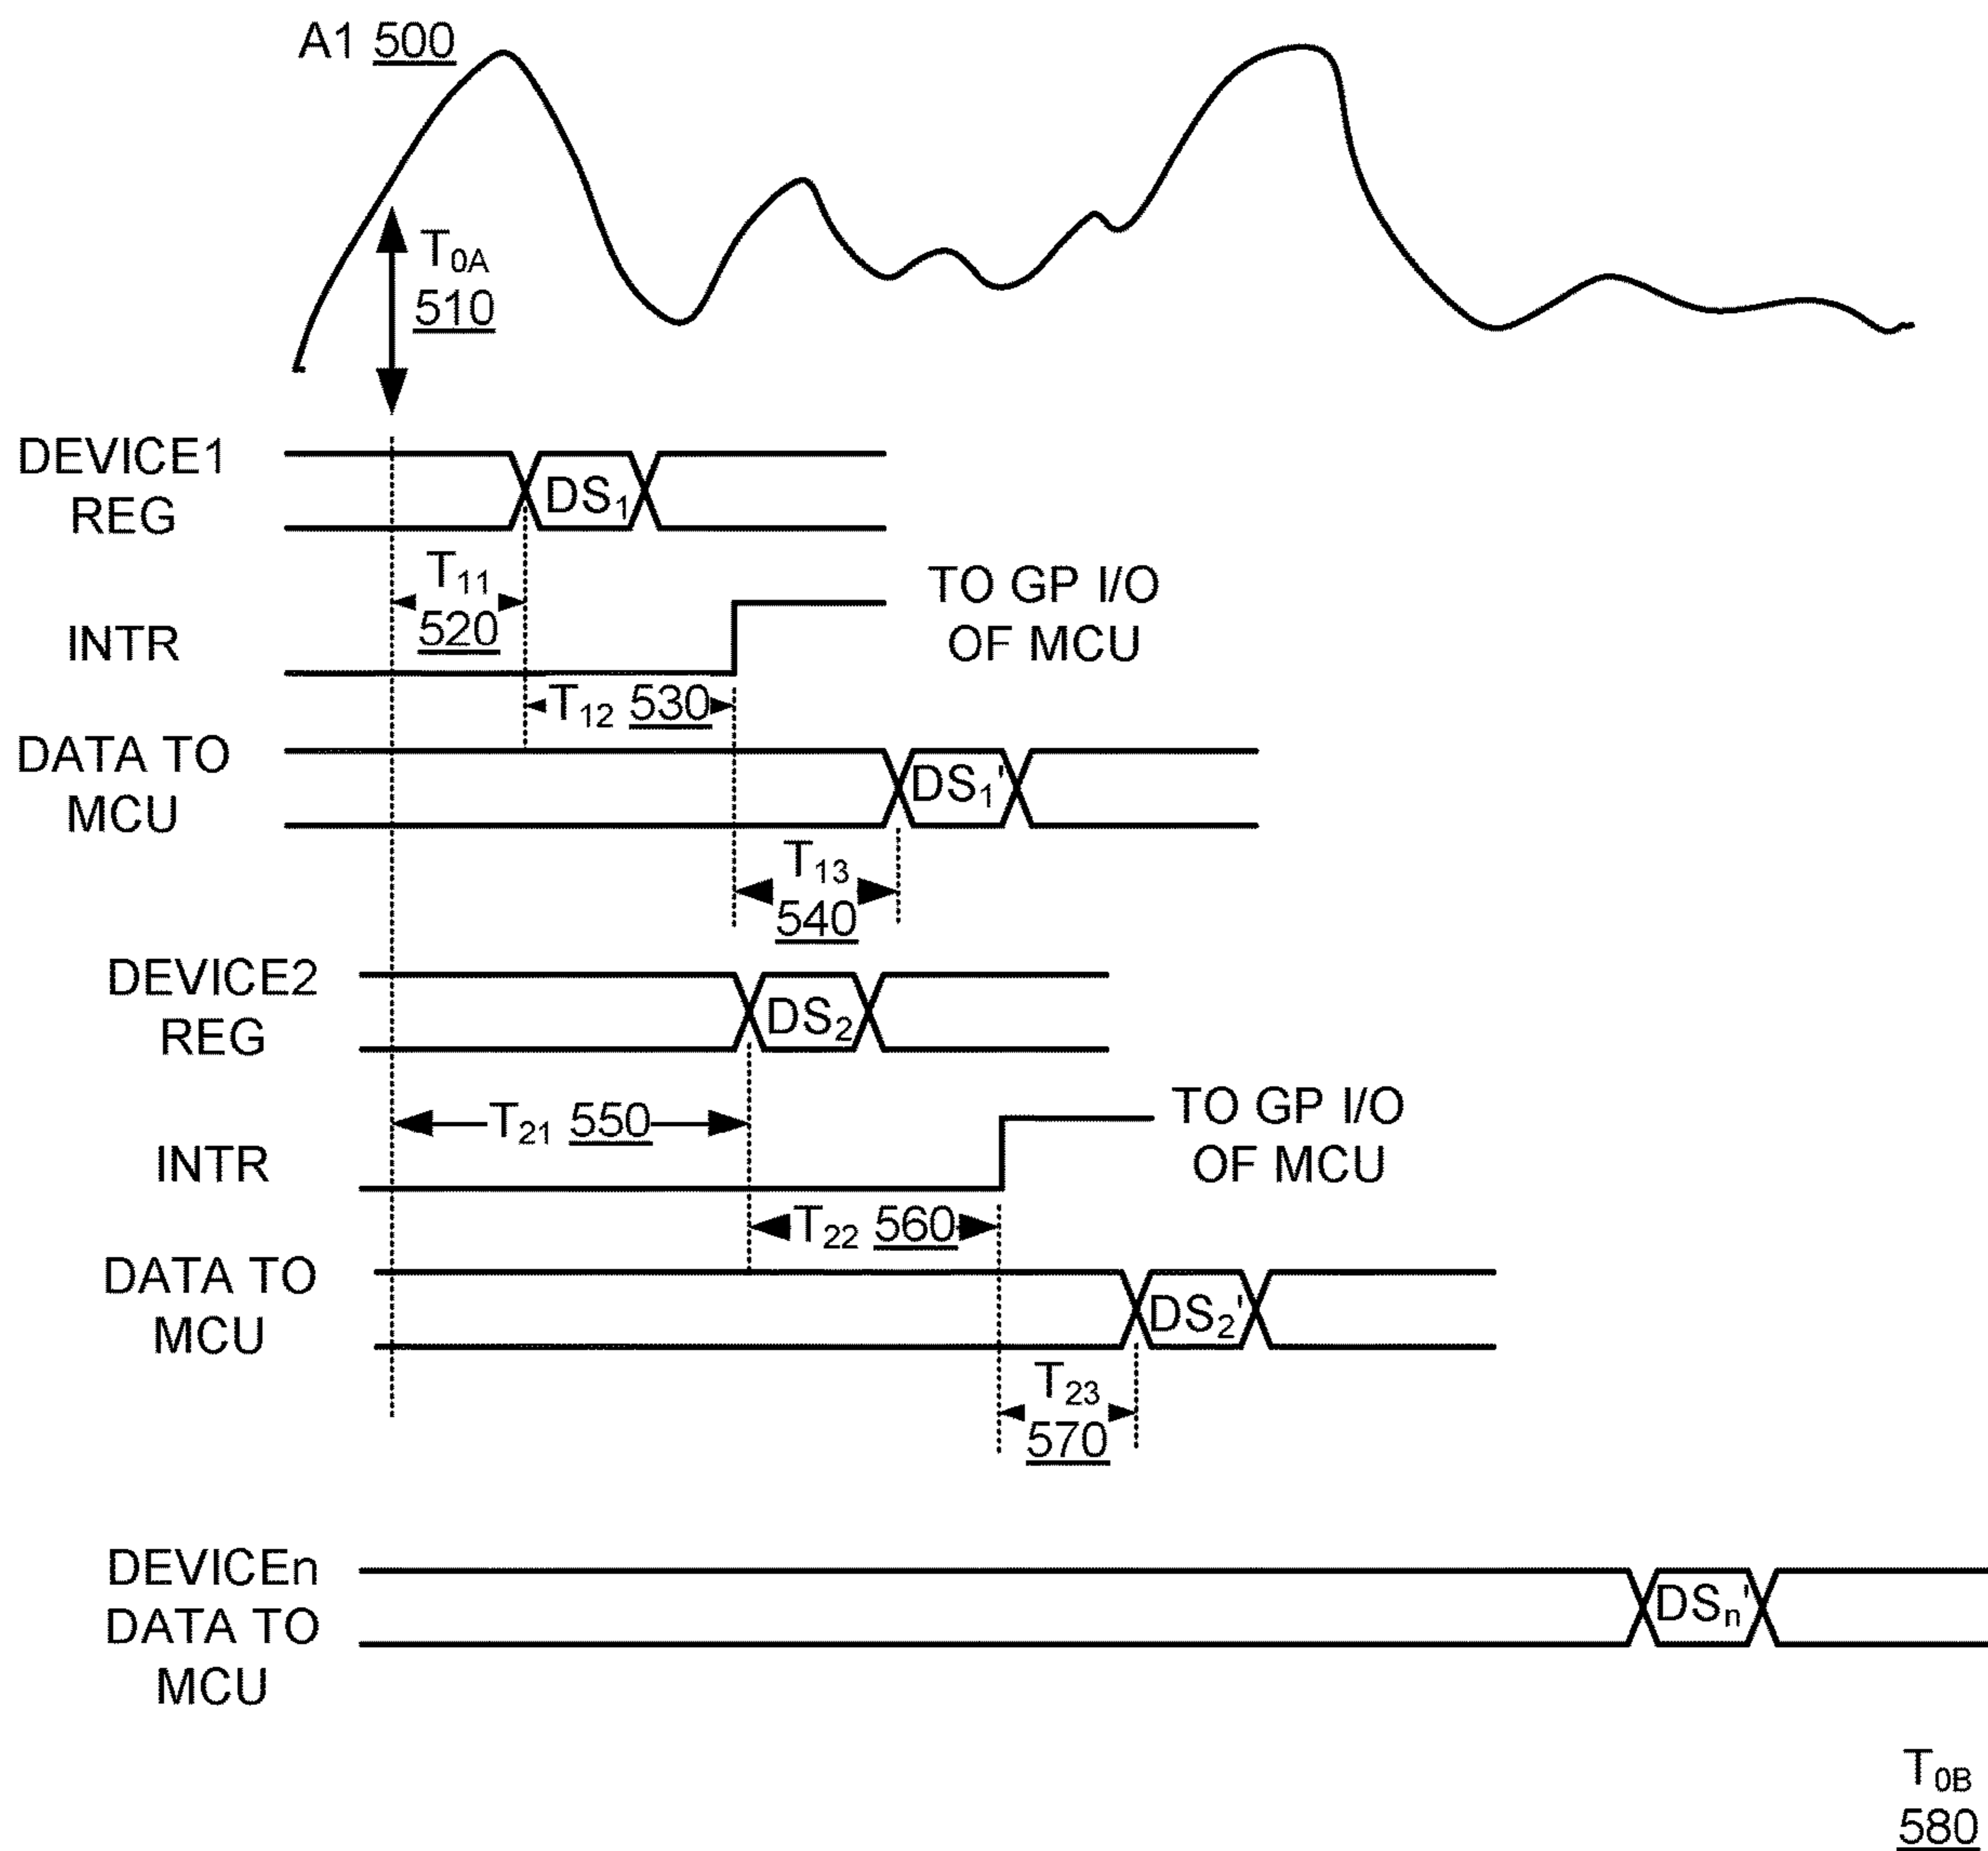 A1 500
T0A
510
DEVICE1
REG
DS1
T11
520
INTR
TO GP I/O
OF MCU
T12 530
DATA TO
MCU
DS1'
T13
540
DEVICE2
REG
DS2
T21 550
INTR
TO GP I/O
OF MCU
T22 560
DATA TO
MCU
DS2'
T23
570
DEVICEn
DATA TO
MCU
DSn'
T0B
580